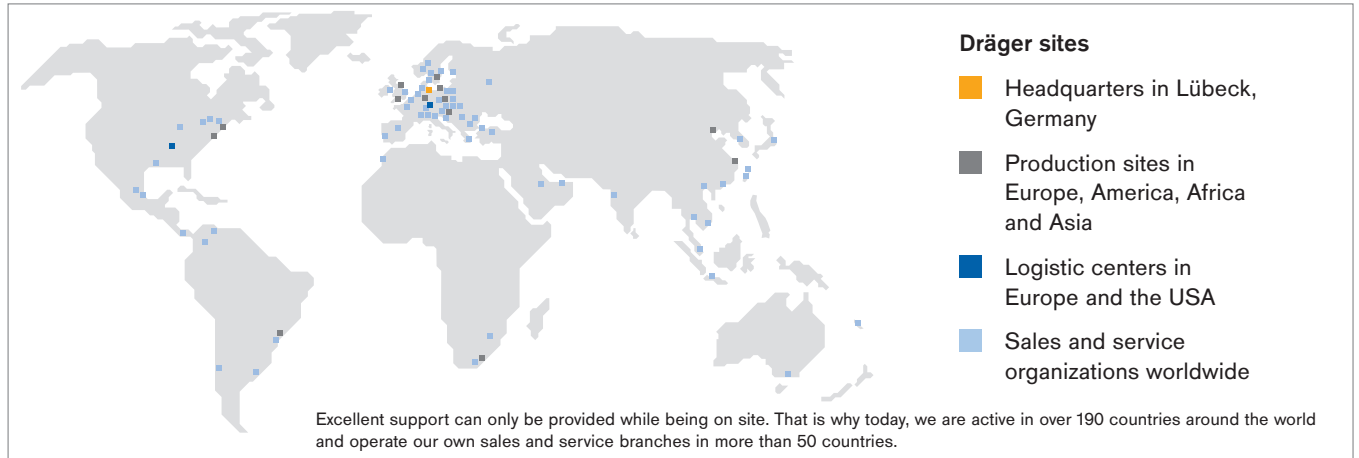 Dräger sites
Headquarters in Lübeck,
Germany
Production sites in
Europe, America, Africa
and Asia
Logistic centers in
Europe and the USA
Sales and service
organizations worldwide
Excellent support can only be provided while being on site. That is why today, we are active in over 190 countries around the world
and operate our own sales and service branches in more than 50 countries.